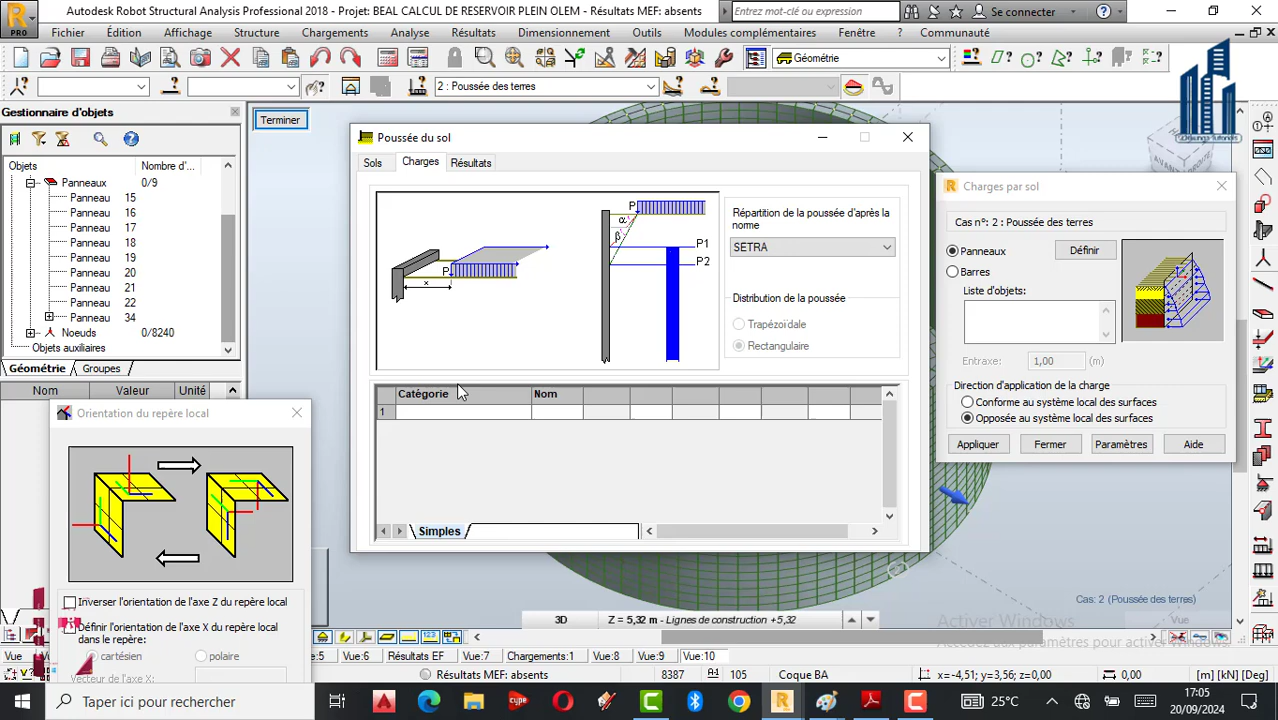 Autodesk Robot Structural Analysis Professional 2018 - Projet: BEAL CALCUL DE RESERVOIR PLEIN OLEM - Résultats MEF: absents
Entrez mot-clé ou expression
Se connecter
PRO
Fichier Édition Affichage Structure Chargements Analyse Résultats Dimensionnement Outils Modules complémentaires Fenêtre ? Communauté
Géométrie
2 : Poussée des terres
Gestionnaire d'objets
Terminer
Objets Nombre d'...
Panneaux 0/9
Panneau 15
Panneau 16
Panneau 17
Panneau 18
Panneau 19
Panneau 20
Panneau 21
Panneau 22
Panneau 34
Noeuds 0/8240
Objets auxiliaires
Géométrie Groupes
Nom Valeur
Orientation du repère local
Inverser l'orientation de l'axe Z du repère local
Définir l'orientation de l'axe X du repère local
dans le repère:
cartésien polaire
Vecteur de l'axe X:
Poussée du sol
Sols Charges Résultats
P
x
P
α
β
P1
P2
Répartition de la poussée d'après la
nome
SETRA
Distribution de la poussée
Trapézoïdale
Rectangulaire
Catégorie Nom
1
Simples
Charges par sol
Cas n°: 2 : Poussée des terres
Panneaux
Définir
Barres
Liste d'objets:
Entraxe: 1,00 (m)
Direction d'application de la charge
Conforme au système local des surfaces
Opposée au système local des surfaces
Appliquer Fermer Paramètres Aide
Cas: 2 (Poussée des terres)
3D Z = 5,32 m - Lignes de construction +5,32
Vue
Activer Windows
Accédez aux paramètres pour activer Windows.
Vue :5 Vue:6 Résultats EF Vue:7 Chargements:1 Vue:8 Vue:9 Vue:10
Vue
Résultats MEF: absents 8387 105 Coque BA x=-4,51; y=3,56; z=0,00 0,00 [m] [kN] [Deg]
Taper ici pour rechercher
cype
25°C
17:05
20/09/2024